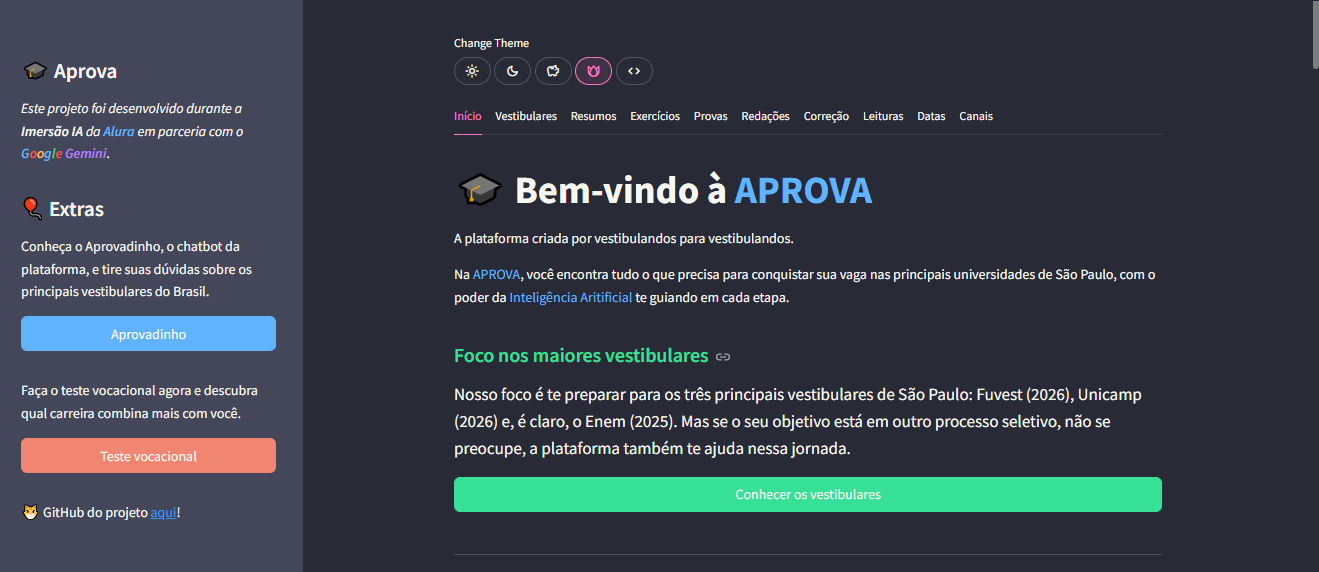 Aprova
Este projeto foi desenvolvido durante a
Imersão IA da Alura em parceria com o
Google Gemini.
Extras
Conheça o Aprovadinho, o chatbot da
plataforma, e tire suas dúvidas sobre os
principais vestibulares do Brasil.
Aprovadinho
Faça o teste vocacional agora e descubra
qual carreira combina mais com você.
Teste vocacional
GitHub do projeto aqui!
Change Theme
Início Vestibulares Resumos Exercícios Provas Redações Correção Leituras Datas Canais
Bem-vindo à APROVA
A plataforma criada por vestibulandos para vestibulandos.
Na APROVA, você encontra tudo o que precisa para conquistar sua vaga nas principais universidades de São Paulo, com o
poder da Inteligência Aritificial te guiando em cada etapa.
Foco nos maiores vestibulares
Nosso foco é te preparar para os três principais vestibulares de São Paulo: Fuvest (2026), Unicamp
(2026) e, é claro, o Enem (2025). Mas se o seu objetivo está em outro processo seletivo, não se
preocupe, a plataforma também te ajuda nessa jornada.
Conhecer os vestibulares